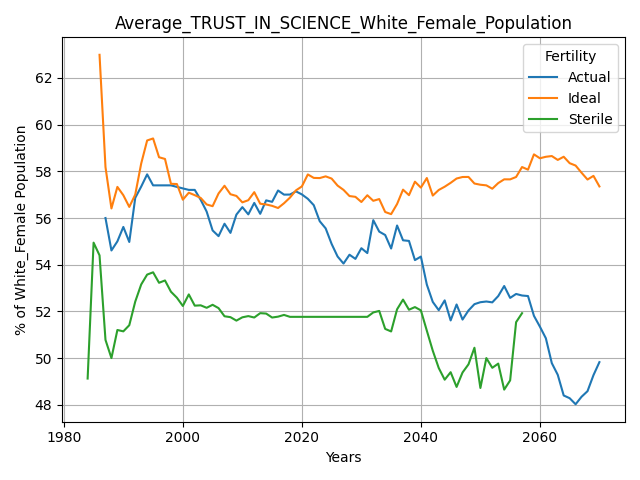 Average_TRUST_IN_SCIENCE_White_Female_Population
Fertility
Actual
Ideal
Sterile
% of White_Female Population
62
60
58
56
54
52
50
48
1980
2000
2020
2040
2060
Years